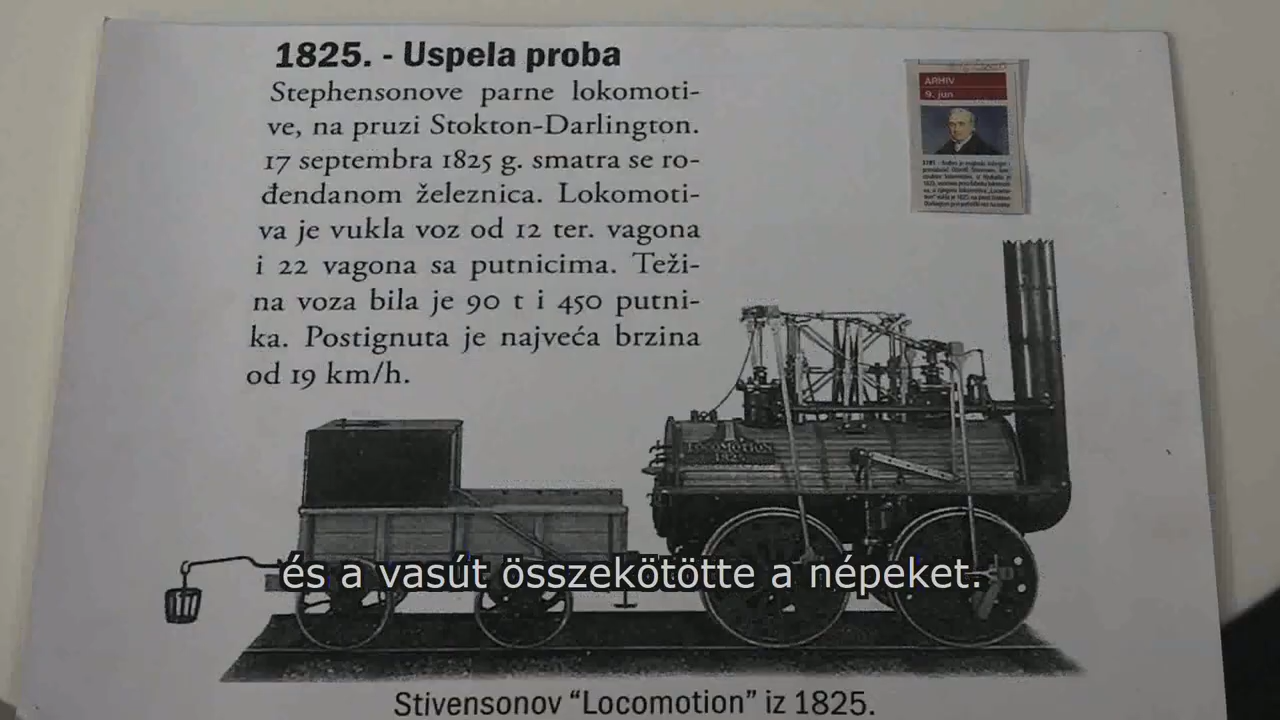 1825. - Uspela proba
Stephensonove parne lokomoti-
ve, na pruzi Stokton-Darlington.
17 septembra 1825 g. smatra se ro-
đendanom železnica. Lokomoti-
va je vukla voz od 12 ter. vagona
i 22 vagona sa putnicima. Teži-
na voza bila je 90 t i 450 putni-
ka. Postignuta je najveća brzina
od 19 km/h.
ARHIV
9. jun
LOCOMOTION
és a vasút összekötötte a népeket.
Stivensonov “Locomotion” iz 1825.